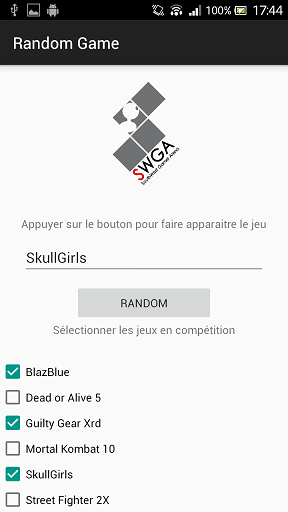 100% 17:44
Random Game
SWGA
Southwest Games Arena
Appuyer sur le bouton pour faire apparaitre le jeu
SkullGirls
RANDOM
Sélectionner les jeux en compétition
BlazBlue
Dead or Alive 5
Guilty Gear Xrd
Mortal Kombat 10
SkullGirls
Street Fighter 2X